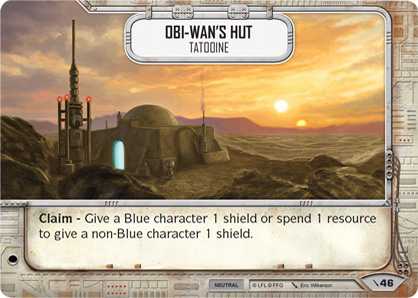 OBI-WAN'S HUT
TATOOINE
Claim - Give a Blue character 1 shield or spend 1 resource
to give a non-Blue character 1 shield.
NEUTRAL © LFL © FFG Eric Wilkerson 46